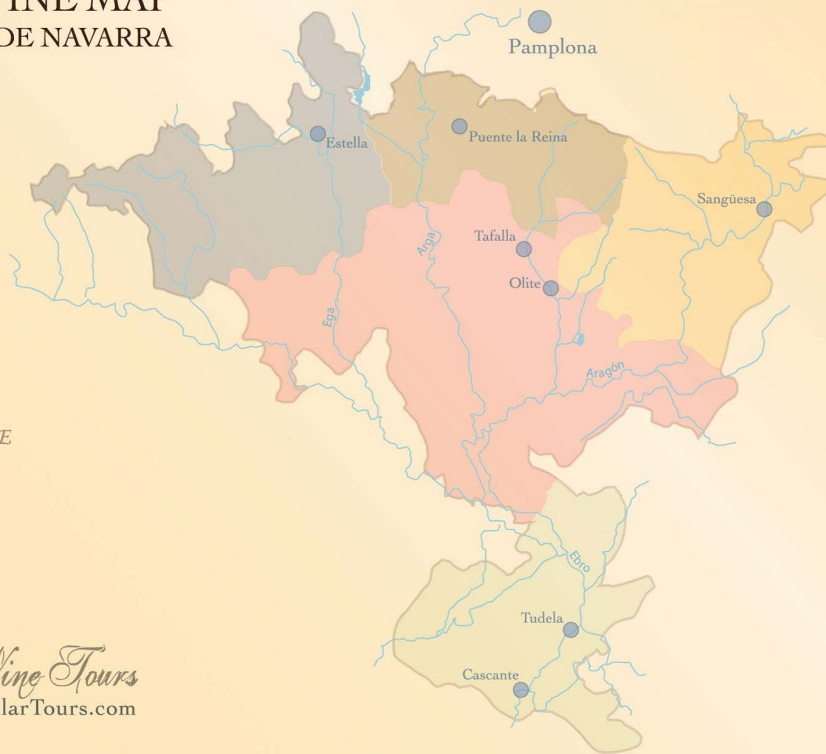 DE NAVARRA
Pamplona
Estella
Puente la Reina
Sangüesa
Tafalla
Olite
Arga
Ega
Aragón
Ebro
Tudela
Cascante
Tours
larTours.com